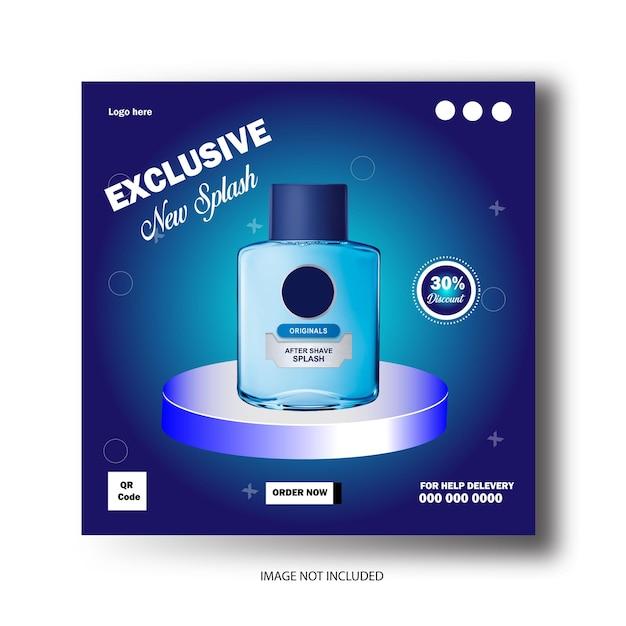 Logo here
EXCLUSIVE
New Splash
30%
Discount
ORIGINALS
AFTER SHAVE
SPLASH
QR
Code
ORDER NOW
FOR HELP DELEVERY
000 000 0000
IMAGE NOT INCLUDED